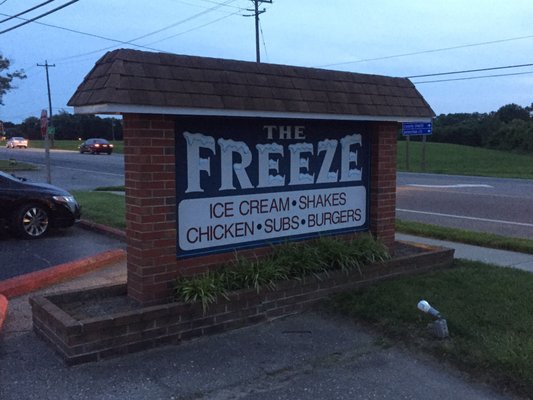 THE
FREEZE
ICE CREAM • SHAKES
CHICKEN • SUBS • BURGERS